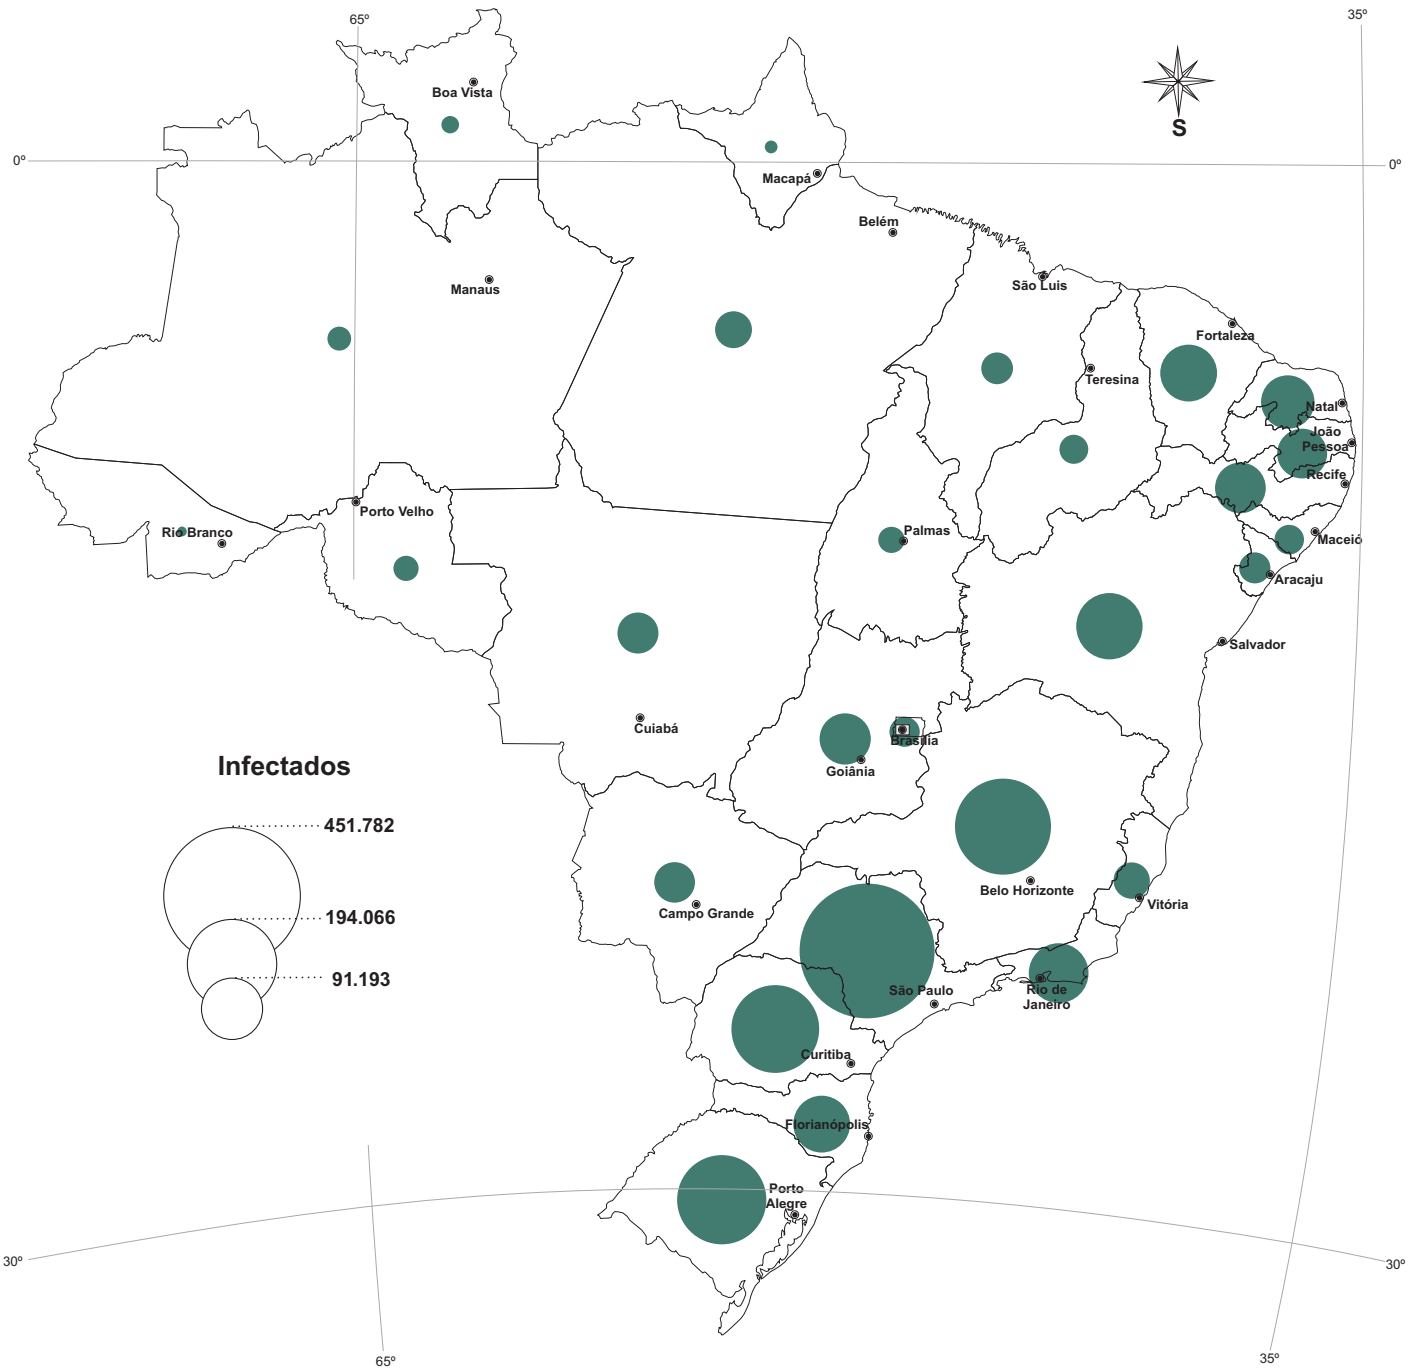 65º
35º
Boa Vista
S
0º
0º
Macapá
Belém
Manaus
São Luis
Fortaleza
Teresina
Natal
João
Pessoa
Recife
Porto Velho
Rio Branco
Palmas
Maceió
Aracaju
Salvador
Cuiabá
Brasília
Goiânia
Infectados
451.782
194.066
91.193
Belo Horizonte
Vitória
Campo Grande
São Paulo
Rio de
Janeiro
Curitiba
Florianópolis
Porto
Alegre
30º
30º
65º
35º